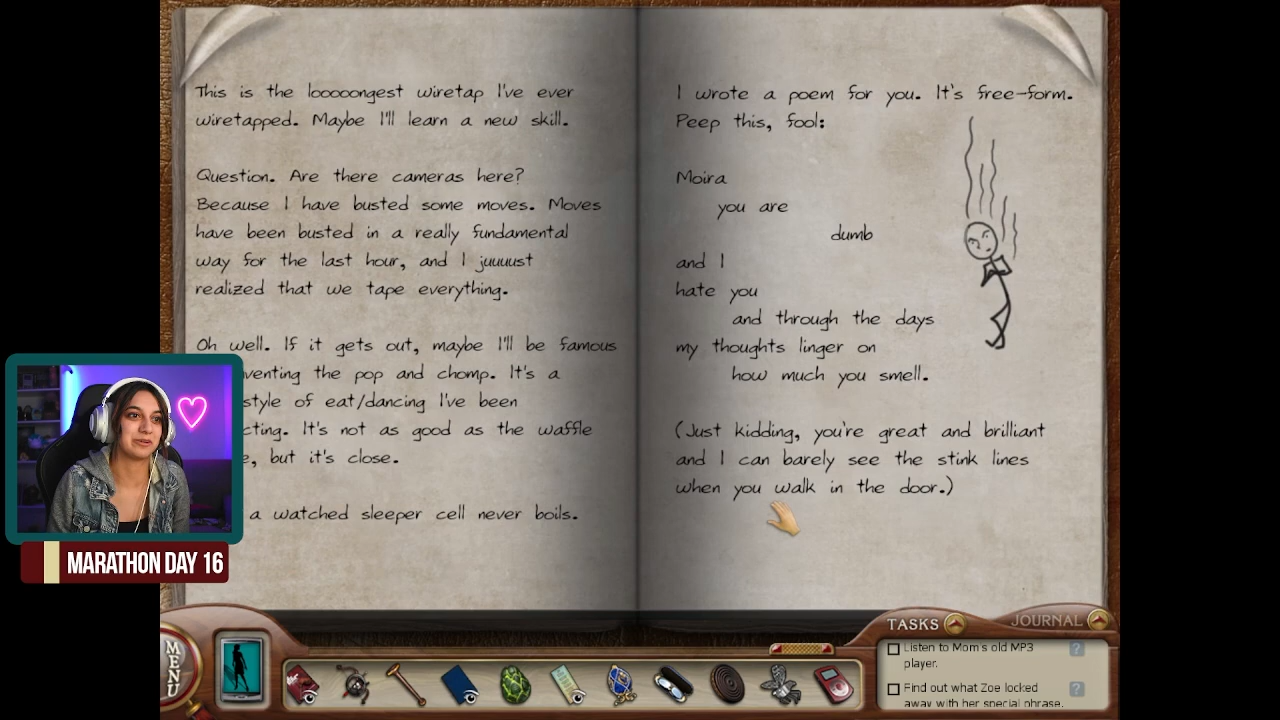 This is the looooongest wiretap I've ever
wiretapped. Maybe I'll learn a new skill.
Question. Are there cameras here?
Because I have busted some moves. Moves
have been busted in a really fundamental
way for the last hour, and I juuuust
realized that we tape everything.
Oh well. If it gets out, maybe I'll be famous
venting the pop and chomp. It's a
style of eat/dancing I've been
cting. It's not as good as the waffle
e, but it's close.
a watched sleeper cell never boils.
I wrote a poem for you. It's free-form.
Peep this, fool:
Moira
you are
dumb
and I
hate you
and through the days
my thoughts linger on
how much you smell.
(Just kidding, you're great and brilliant
and I can barely see the stink lines
when you walk in the door.)
MARATHON DAY 16
MENU
TASKS
JOURNAL
Listen to Mom's old MP3
player.
Find out what Zoe locked
away with her special phrase.